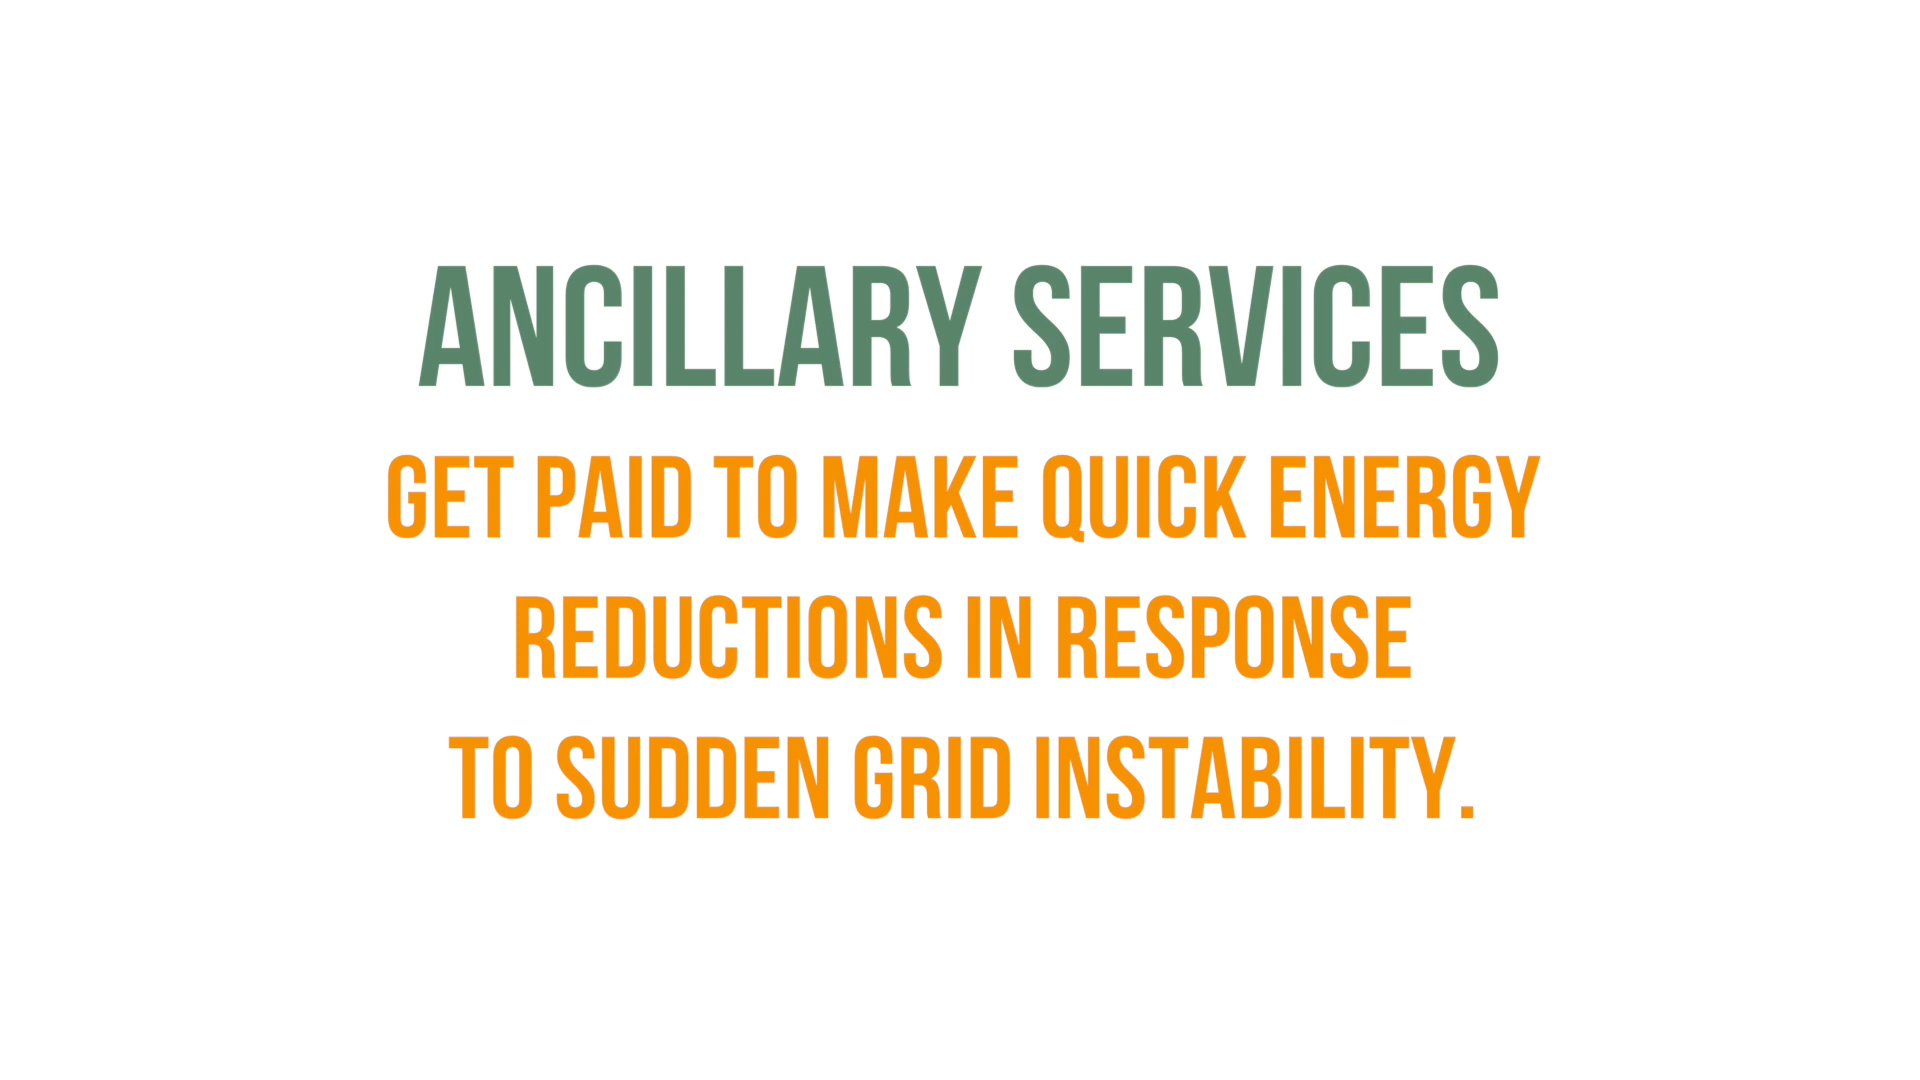 ANCILLARY SERVICES
GET PAID TO MAKE QUICK ENERGY
REDUCTIONS IN RESPONSE
TO SUDDEN GRID INSTABILITY.